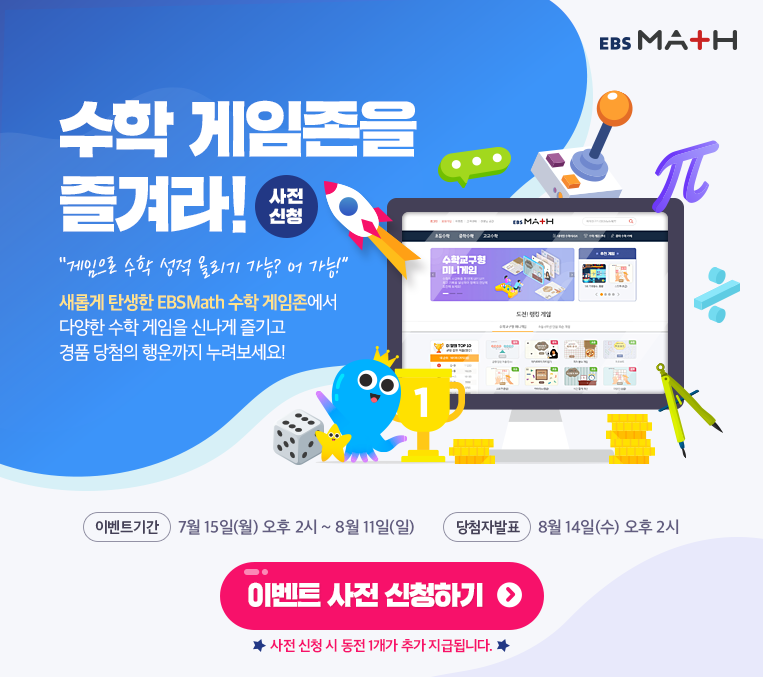 EBS MATH
수학 게임존을
즐겨라!
사전
신청
"게임으로 수학 성적 올리기 가능? 어 가능!"
새롭게 탄생한 EBSMath 수학 게임존에서
다양한 수학 게임을 신나게 즐기고
경품 당첨의 행운까지 누려보세요!
π
EBS MATH
초등수학 중학수학 고교수학
수학교구형
미니게임
추천 게임
도전! 랭킹 게임
1
이벤트기간 7월 15일(월) 오후 2시 ~ 8월 11일(일) 당첨자발표 8월 14일(수) 오후 2시
이벤트 사전 신청하기
사전 신청 시 동전 1개가 추가 지급됩니다.